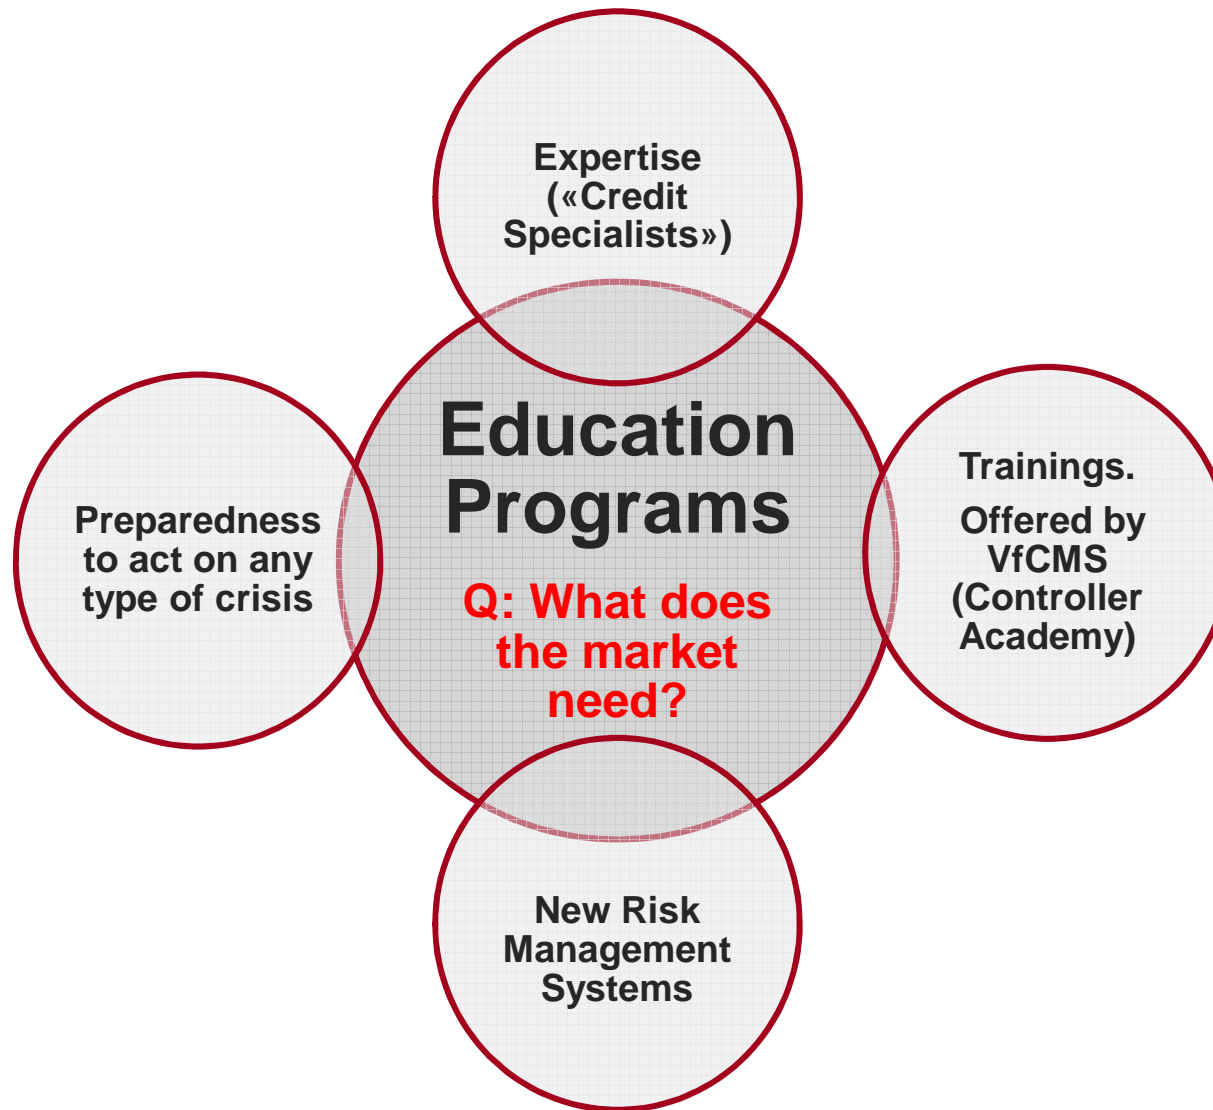 Expertise
(«Credit
Specialists»)
Education
Programs
Q: What does
the market
need?
Preparedness
to act on any
type of crisis
Trainings.
Offered by
VfCMS
(Controller
Academy)
New Risk
Management
Systems